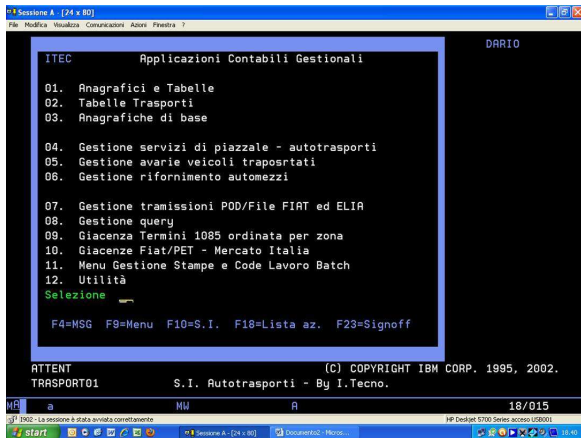 Sessione A - [24 x 80]
File Modifica Visualizza Comunicazioni Azioni Finestra ?
DARIO
ITEC Applicazioni Contabili Gestionali
01. Anagrafici e Tabelle
02. Tabelle Trasporti
03. Anagrafiche di base
04. Gestione servizi di piazzale - autotrasporti
05. Gestione avarie veicoli traposrtati
06. Gestione rifornimento automezzi
07. Gestione tramissioni POD/File FIAT ed ELIA
08. Gestione query
09. Giacenza Termini 1085 ordinata per zona
10. Giacenze Fiat/PET - Mercato Italia
11. Menu Gestione Stampe e Code Lavoro Batch
12. Utilità
Selezione
F4=MSG F9=Menu F10=S.I. F18=Lista az. F23=Signoff
ATTENT (C) COPYRIGHT IBM CORP. 1995, 2002.
TRASPORTO1 S.I. Autotrasporti - By I.Tecno.
MA a MW A 18/015
I902 - La sessione è stata avviata correttamente HP Deskjet 5700 Series accesso USB001
start Sessione A - [24 x 80] Documento2 - Micros... 18.40